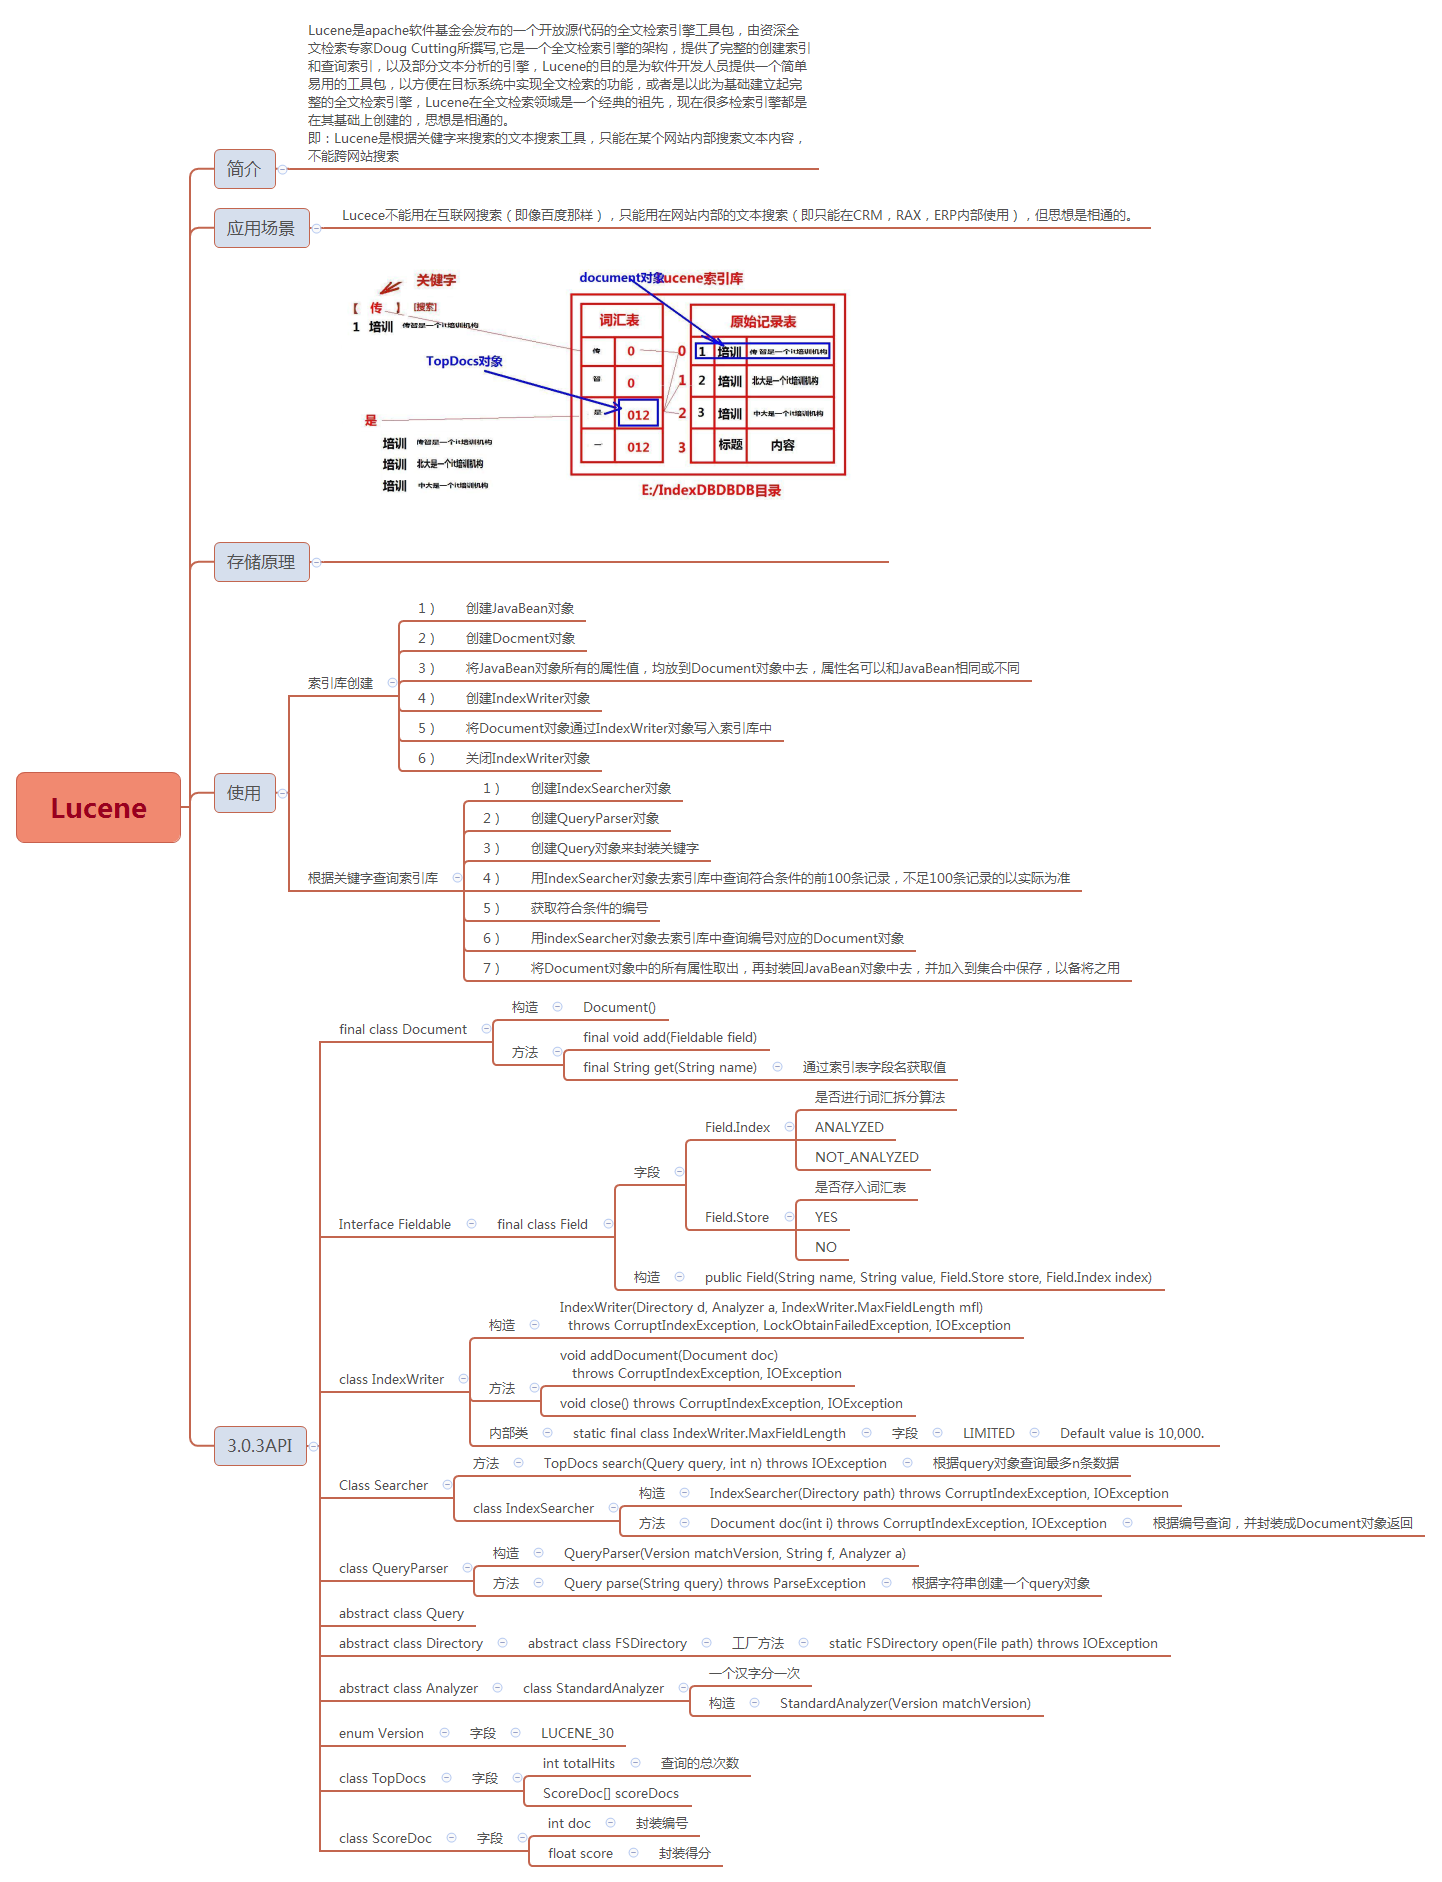 Lucene是apache软件基金会发布的一个开放源代码的全文检索引擎工具包，由资深全
文检索专家Doug Cutting所撰写,它是一个全文检索引擎的架构，提供了完整的创建索引
和查询索引，以及部分文本分析的引擎，Lucene的目的是为软件开发人员提供一个简单
易用的工具包，以方便在目标系统中实现全文检索的功能，或者是以此为基础建立起完
整的全文检索引擎，Lucene在全文检索领域是一个经典的祖先，现在很多检索引擎都是
在其基础上创建的，思想是相通的。
即：Lucene是根据关健字来搜索的文本搜索工具，只能在某个网站内部搜索文本内容，
不能跨网站搜索
简介
应用场景
Lucece不能用在互联网搜索（即像百度那样），只能用在网站内部的文本搜索（即只能在CRM，RAX，ERP内部使用），但思想是相通的。
关健字
【 传 】 [搜索]
1 培训 传智是一个it培训机构
TopDocs对象
是
培训 传智是一个it培训机构
培训 北大是一个it培训机构
培训 中大是一个it培训机构
document对象
ucene索引库
词汇表
传 0
智 0
是 012
一 012
0
1
2
3
原始记录表
1 培训 传智是一个it培训机构
2 培训 北大是一个it培训机构
3 培训 中大是一个it培训机构
标题 内容
E:/IndexDBDBDB目录
存储原理
Lucene
使用
索引库创建
1） 创建JavaBean对象
2） 创建Docment对象
3） 将JavaBean对象所有的属性值，均放到Document对象中去，属性名可以和JavaBean相同或不同
4） 创建IndexWriter对象
5） 将Document对象通过IndexWriter对象写入索引库中
6） 关闭IndexWriter对象
根据关键字查询索引库
1） 创建IndexSearcher对象
2） 创建QueryParser对象
3） 创建Query对象来封装关键字
4） 用IndexSearcher对象去索引库中查询符合条件的前100条记录，不足100条记录的以实际为准
5） 获取符合条件的编号
6） 用indexSearcher对象去索引库中查询编号对应的Document对象
7） 将Document对象中的所有属性取出，再封装回JavaBean对象中去，并加入到集合中保存，以备将之用
3.0.3API
final class Document
构造 Document()
方法
final void add(Fieldable field)
final String get(String name) 通过索引表字段名获取值
Interface Fieldable final class Field
字段
Field.Index
是否进行词汇拆分算法
ANALYZED
NOT_ANALYZED
Field.Store
是否存入词汇表
YES
NO
构造 public Field(String name, String value, Field.Store store, Field.Index index)
class IndexWriter
构造
IndexWriter(Directory d, Analyzer a, IndexWriter.MaxFieldLength mfl)
throws CorruptIndexException, LockObtainFailedException, IOException
方法
void addDocument(Document doc)
throws CorruptIndexException, IOException
void close() throws CorruptIndexException, IOException
内部类 static final class IndexWriter.MaxFieldLength 字段 LIMITED Default value is 10,000.
Class Searcher
方法 TopDocs search(Query query, int n) throws IOException 根据query对象查询最多n条数据
class IndexSearcher
构造 IndexSearcher(Directory path) throws CorruptIndexException, IOException
方法 Document doc(int i) throws CorruptIndexException, IOException 根据编号查询，并封装成Document对象返回
class QueryParser
构造 QueryParser(Version matchVersion, String f, Analyzer a)
方法 Query parse(String query) throws ParseException 根据字符串创建一个query对象
abstract class Query
abstract class Directory abstract class FSDirectory 工厂方法 static FSDirectory open(File path) throws IOException
abstract class Analyzer class StandardAnalyzer
一个汉字分一次
构造 StandardAnalyzer(Version matchVersion)
enum Version 字段 LUCENE_30
class TopDocs 字段
int totalHits 查询的总次数
ScoreDoc[] scoreDocs
class ScoreDoc 字段
int doc 封装编号
float score 封装得分